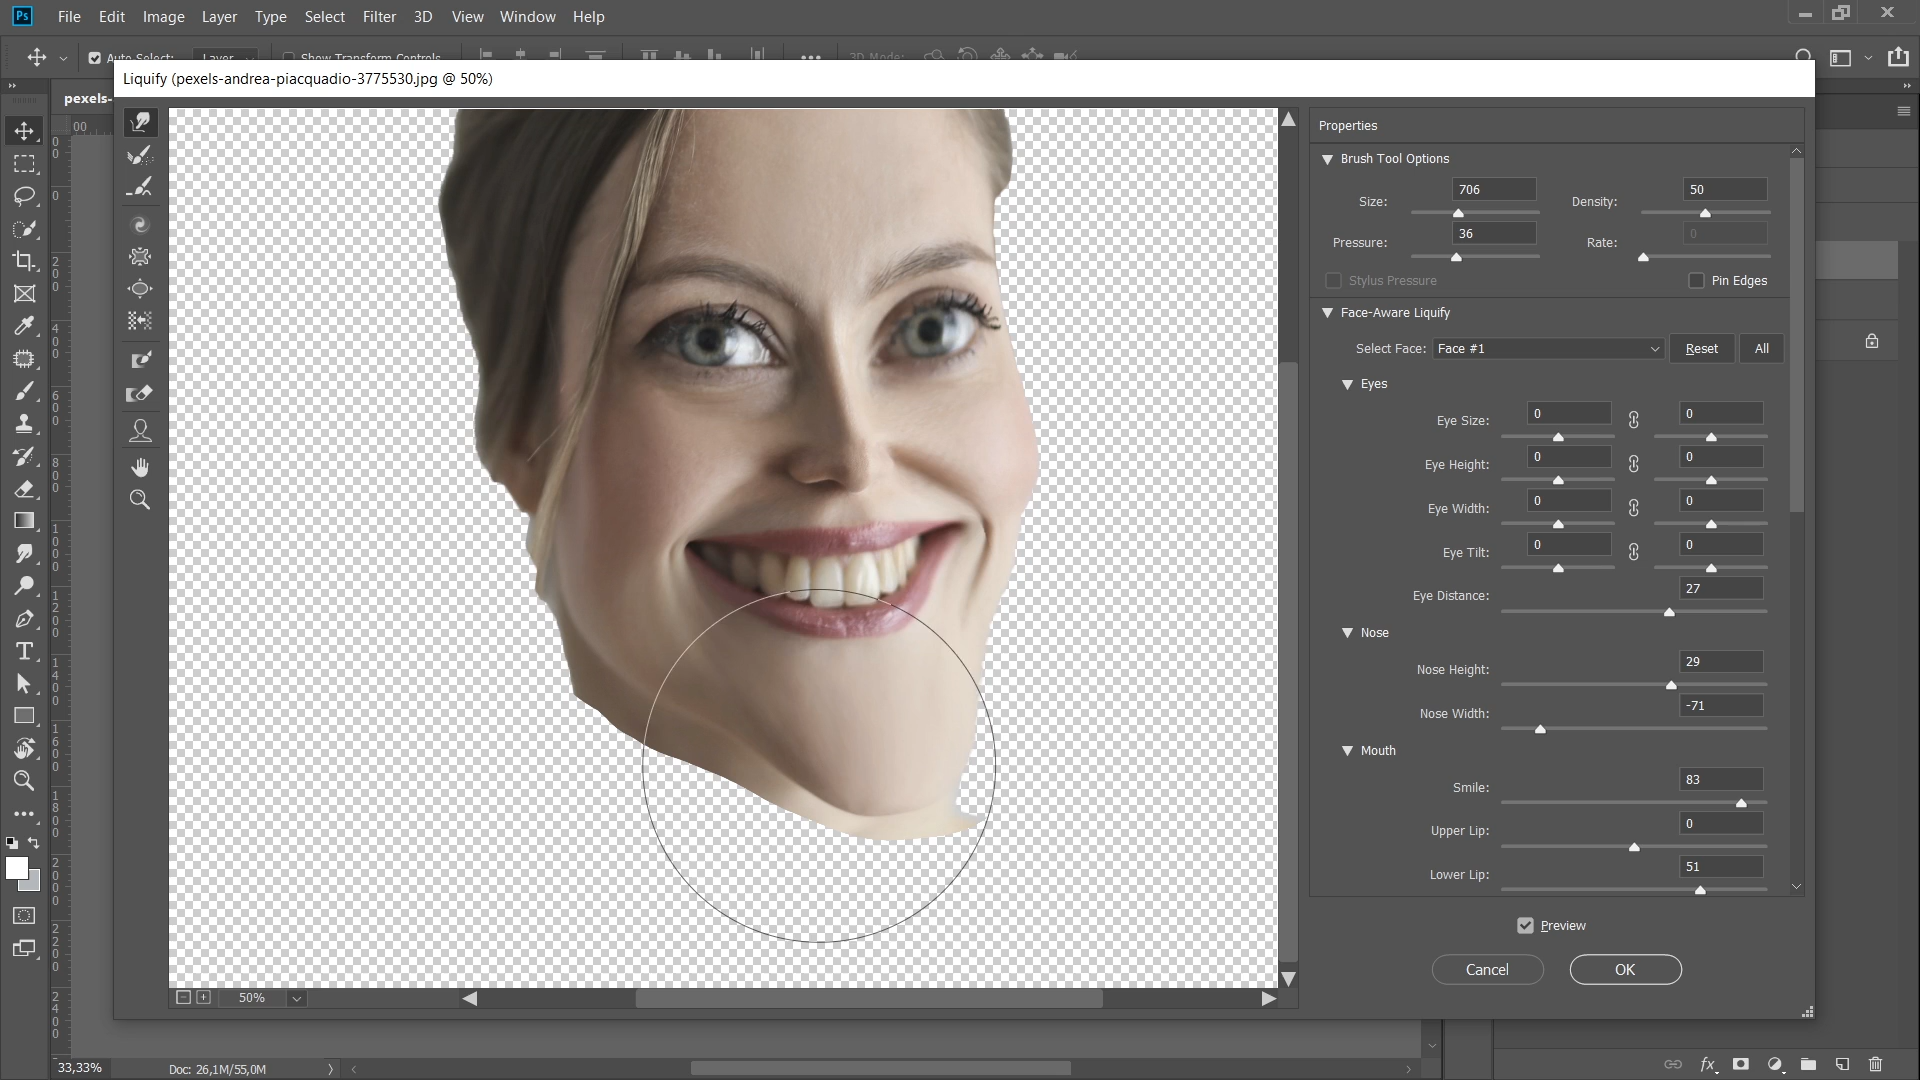 Ps File Edit Image Layer Type Select Filter 3D View Window Help
Auto-Select: Layer Show Transform Controls 3D Mode:
Liquify (pexels-andrea-piacquadio-3775530.jpg @ 50%)
pexels-
Properties
Brush Tool Options
Size: 706 Density: 50
Pressure: 36 Rate: 0
Stylus Pressure Pin Edges
Face-Aware Liquify
Select Face: Face #1 Reset All
Eyes
Eye Size: 0 0
Eye Height: 0 0
Eye Width: 0 0
Eye Tilt: 0 0
Eye Distance: 27
Nose
Nose Height: 29
Nose Width: -71
Mouth
Smile: 83
Upper Lip: 0
Lower Lip: 51
Preview
Cancel OK
50%
33,33% Doc: 26,1M/55,0M
fx